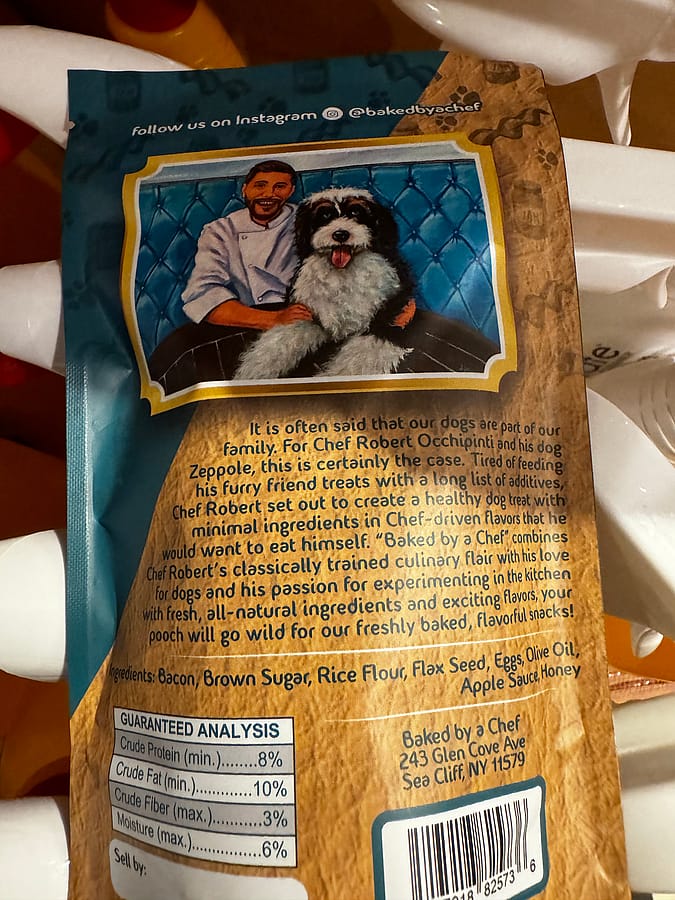 follow us on Instagram @bakedbyachef
It is often said that our dogs are part of our
family. For Chef Robert Occhipinti and his dog
Zeppole, this is certainly the case. Tired of feeding
his furry friend treats with a long list of additives,
Chef Robert set out to create a healthy dog treat with
minimal ingredients in Chef-driven flavors that he
would want to eat himself. "Baked by a Chef" combines
Chef Robert's classically trained culinary flair with his love
for dogs and his passion for experimenting in the kitchen
with fresh, all-natural ingredients and exciting flavors, your
pooch will go wild for our freshly baked, flavorful snacks!
Ingredients: Bacon, Brown Sugar, Rice Flour, Flax Seed, Eggs, Olive Oil,
Apple Sauce, Honey
GUARANTEED ANALYSIS
Crude Protein (min.)........8%
Crude Fat (min.).............10%
Crude Fiber (max.)........3%
Moisture (max.)..............6%
Sell by:
Baked by a Chef
243 Glen Cove Ave
Sea Cliff, NY 11579
82573 6